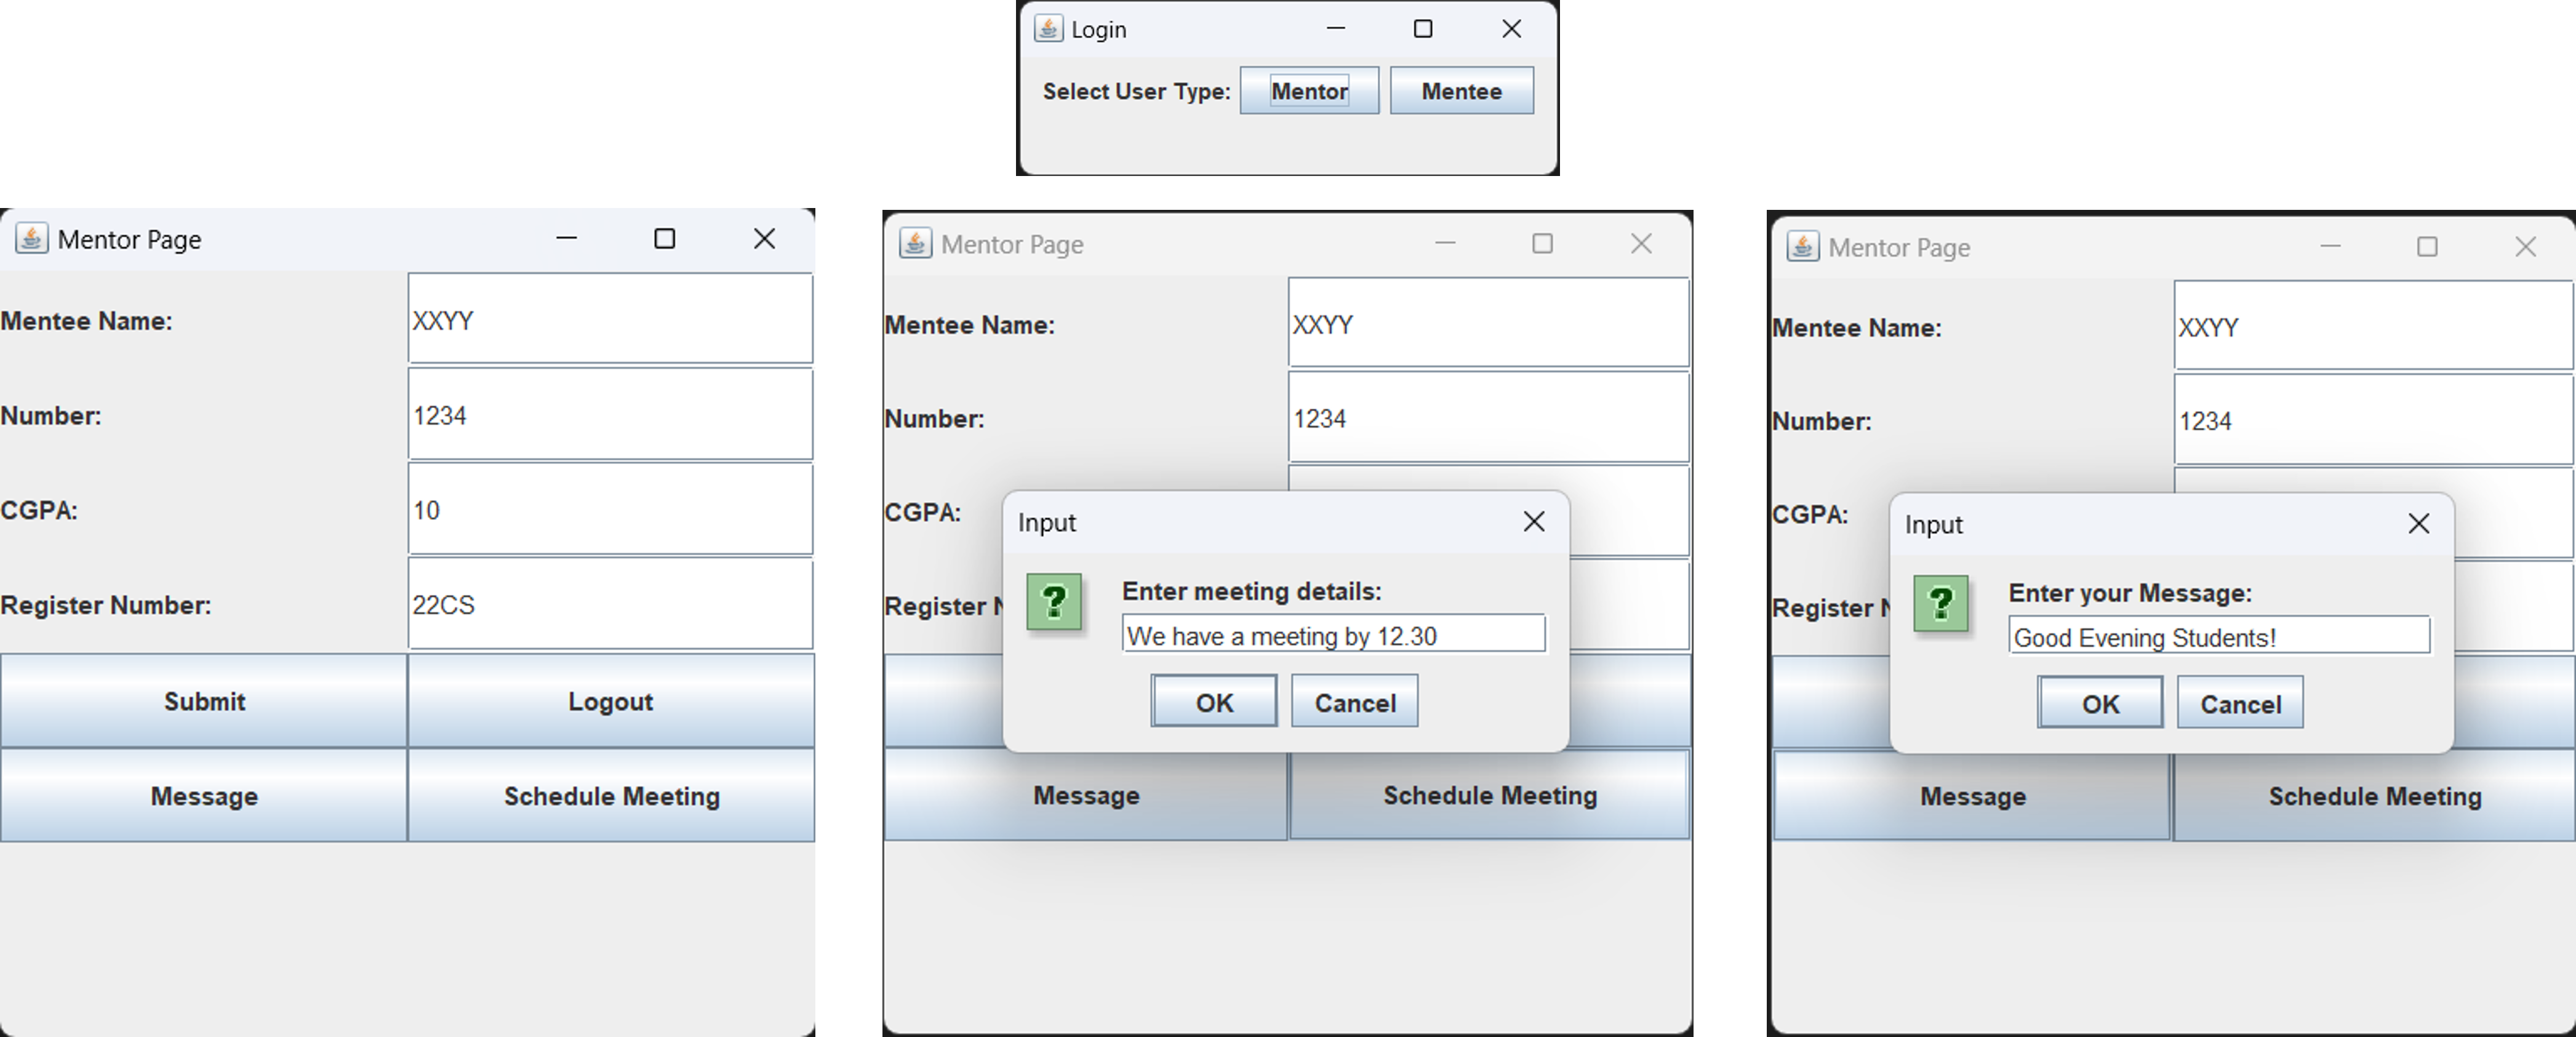 Login
Select User Type: Mentor Mentee
Mentor Page
Mentee Name: XXYY
Number: 1234
CGPA: 10
Register Number: 22CS
Submit Logout
Message Schedule Meeting
Mentor Page
Mentee Name: XXYY
Number: 1234
CGPA:
Register N
Input
Enter meeting details:
We have a meeting by 12.30
OK Cancel
Message Schedule Meeting
Mentor Page
Mentee Name: XXYY
Number: 1234
CGPA:
Register N
Input
Enter your Message:
Good Evening Students!
OK Cancel
Message Schedule Meeting